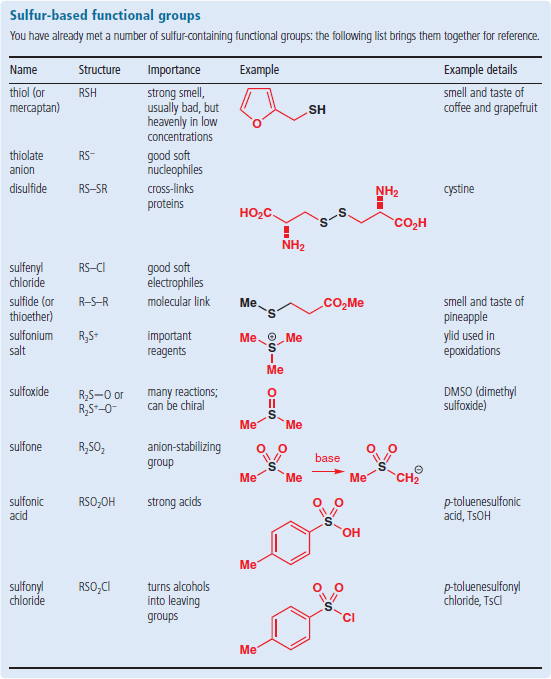 Sulfur-based functional groups
You have already met a number of sulfur-containing functional groups: the following list brings them together for reference.
Name Structure Importance Example Example details
thiol (or RSH strong smell, smell and taste of
mercaptan) usually bad, but coffee and grapefruit
heavenly in low
concentrations
SH
O
thiolate RS⁻ good soft
anion nucleophiles
disulfide RS–SR cross-links NH₂ cystine
proteins
HO₂C S S CO₂H
NH₂
sulfenyl RS–Cl good soft
chloride electrophiles
sulfide (or R–S–R molecular link Me S CO₂Me smell and taste of
thioether) pineapple
sulfonium R₃S⁺ important Me S ⊕ Me ylid used in
salt reagents epoxidations
Me
sulfoxide R₂S=O or many reactions; O DMSO (dimethyl
R₂S⁺–O⁻ can be chiral S sulfoxide)
Me Me
sulfone R₂SO₂ anion-stabilizing O O base O O
group S S
Me Me Me CH₂ ⊖
sulfonic RSO₂OH strong acids O O p-toluenesulfonic
acid S acid, TsOH
OH
Me
sulfonyl RSO₂Cl turns alcohols O O p-toluenesulfonyl
chloride into leaving S chloride, TsCl
groups Cl
Me